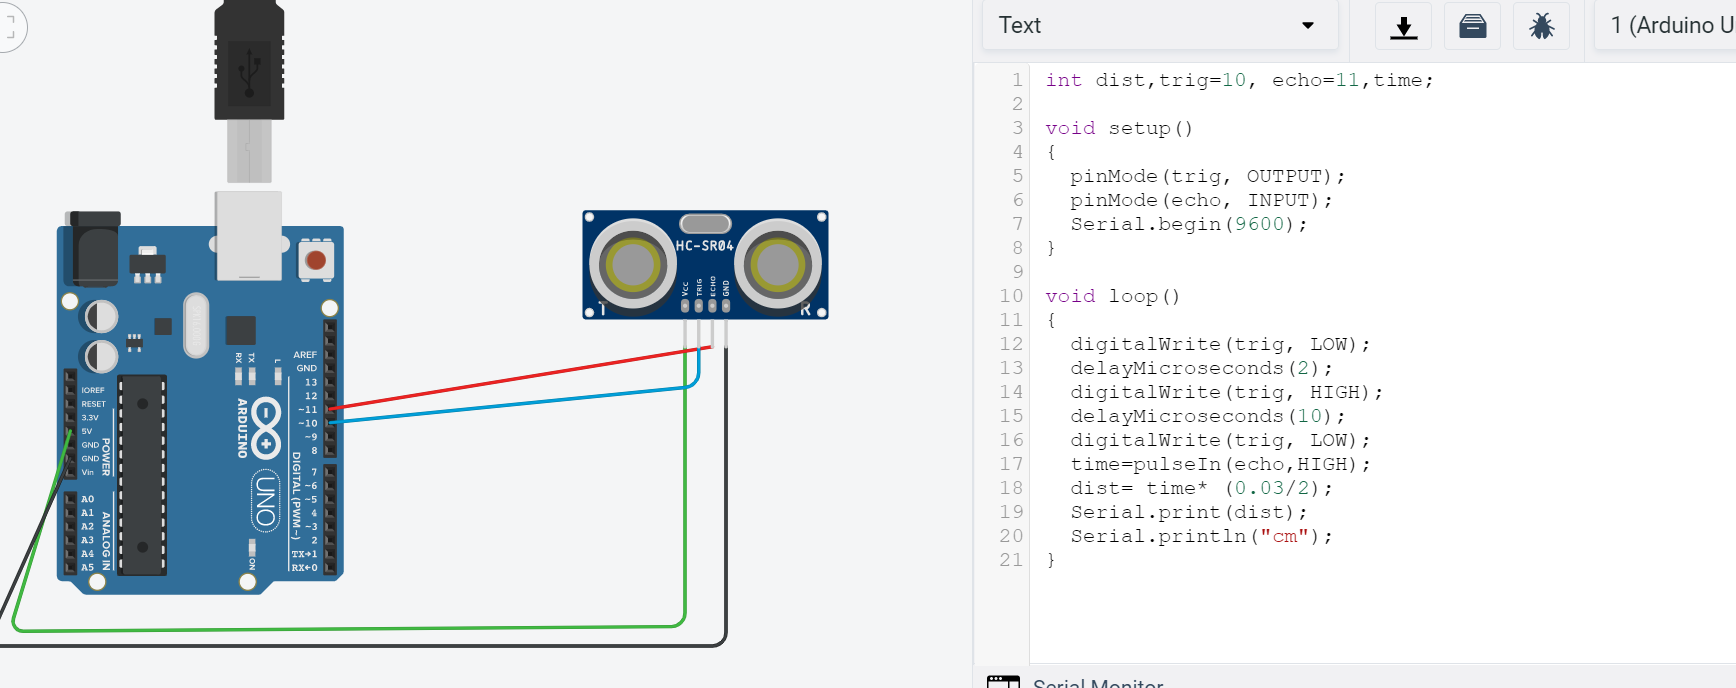 Text
1 (Arduino U
1 int dist,trig=10, echo=11,time;
2
3 void setup()
4 {
5 pinMode(trig, OUTPUT);
6 pinMode(echo, INPUT);
7 Serial.begin(9600);
8 }
9
10 void loop()
11 {
12 digitalWrite(trig, LOW);
13 delayMicroseconds(2);
14 digitalWrite(trig, HIGH);
15 delayMicroseconds(10);
16 digitalWrite(trig, LOW);
17 time=pulseIn(echo,HIGH);
18 dist= time* (0.03/2);
19 Serial.print(dist);
20 Serial.println("cm");
21 }
Serial Monitor
HC-SR04
Vcc
TRIG
ECHO
GND
T
R
RX
TX
L
AREF
GND
13
12
~11
~10
~9
8
7
~6
~5
4
~3
2
TX→1
RX←0
DIGITAL (PWM~)
ARDUINO
UNO
ON
IOREF
RESET
3.3V
5V
GND
GND
Vin
POWER
A0
A1
A2
A3
A4
A5
ANALOG IN